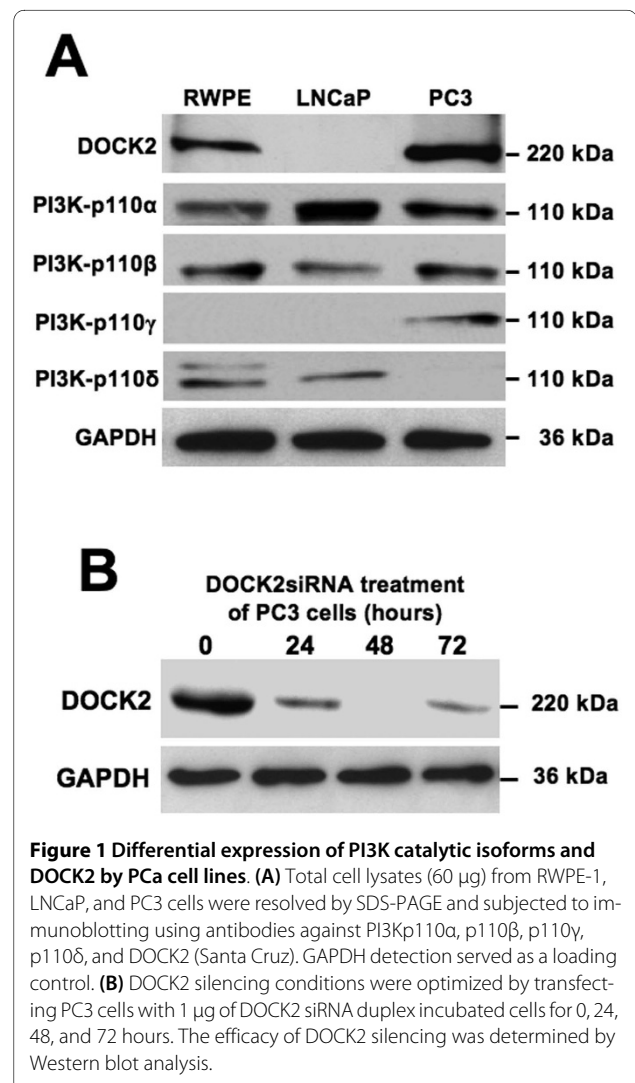 A
RWPE LNCaP PC3
DOCK2 – 220 kDa
PI3K-p110α – 110 kDa
PI3K-p110β – 110 kDa
PI3K-p110γ – 110 kDa
PI3K-p110δ – 110 kDa
GAPDH – 36 kDa
B
DOCK2siRNA treatment
of PC3 cells (hours)
0 24 48 72
DOCK2 – 220 kDa
GAPDH – 36 kDa
Figure 1 Differential expression of PI3K catalytic isoforms and
DOCK2 by PCa cell lines. (A) Total cell lysates (60 μg) from RWPE-1,
LNCaP, and PC3 cells were resolved by SDS-PAGE and subjected to im-
munoblotting using antibodies against PI3Kp110α, p110β, p110γ,
p110δ, and DOCK2 (Santa Cruz). GAPDH detection served as a loading
control. (B) DOCK2 silencing conditions were optimized by transfect-
ing PC3 cells with 1 μg of DOCK2 siRNA duplex incubated cells for 0, 24,
48, and 72 hours. The efficacy of DOCK2 silencing was determined by
Western blot analysis.